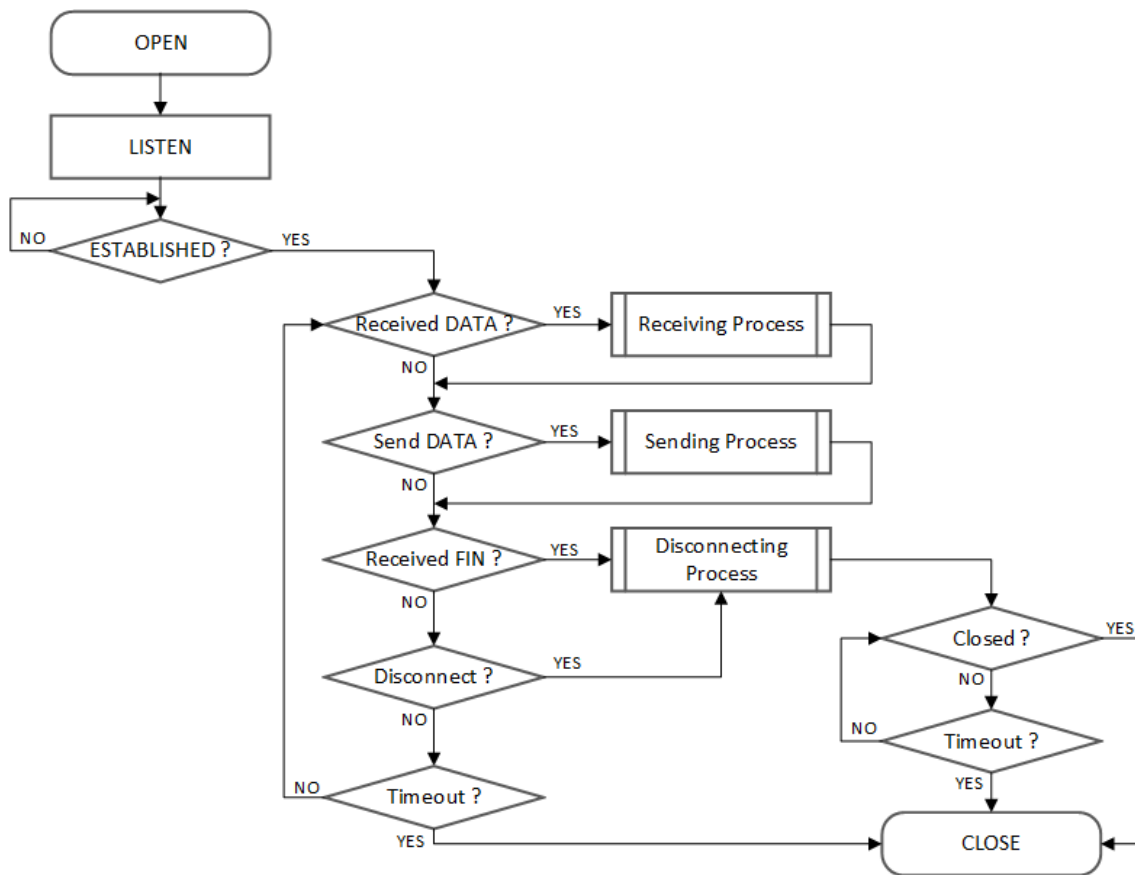 OPEN
LISTEN
NO
ESTABLISHED ?
YES
Received DATA ?
YES
Receiving Process
NO
Send DATA ?
YES
Sending Process
NO
Received FIN ?
YES
Disconnecting
Process
NO
Closed ?
YES
Disconnect ?
YES
NO
NO
NO
Timeout ?
NO
Timeout ?
YES
YES
CLOSE